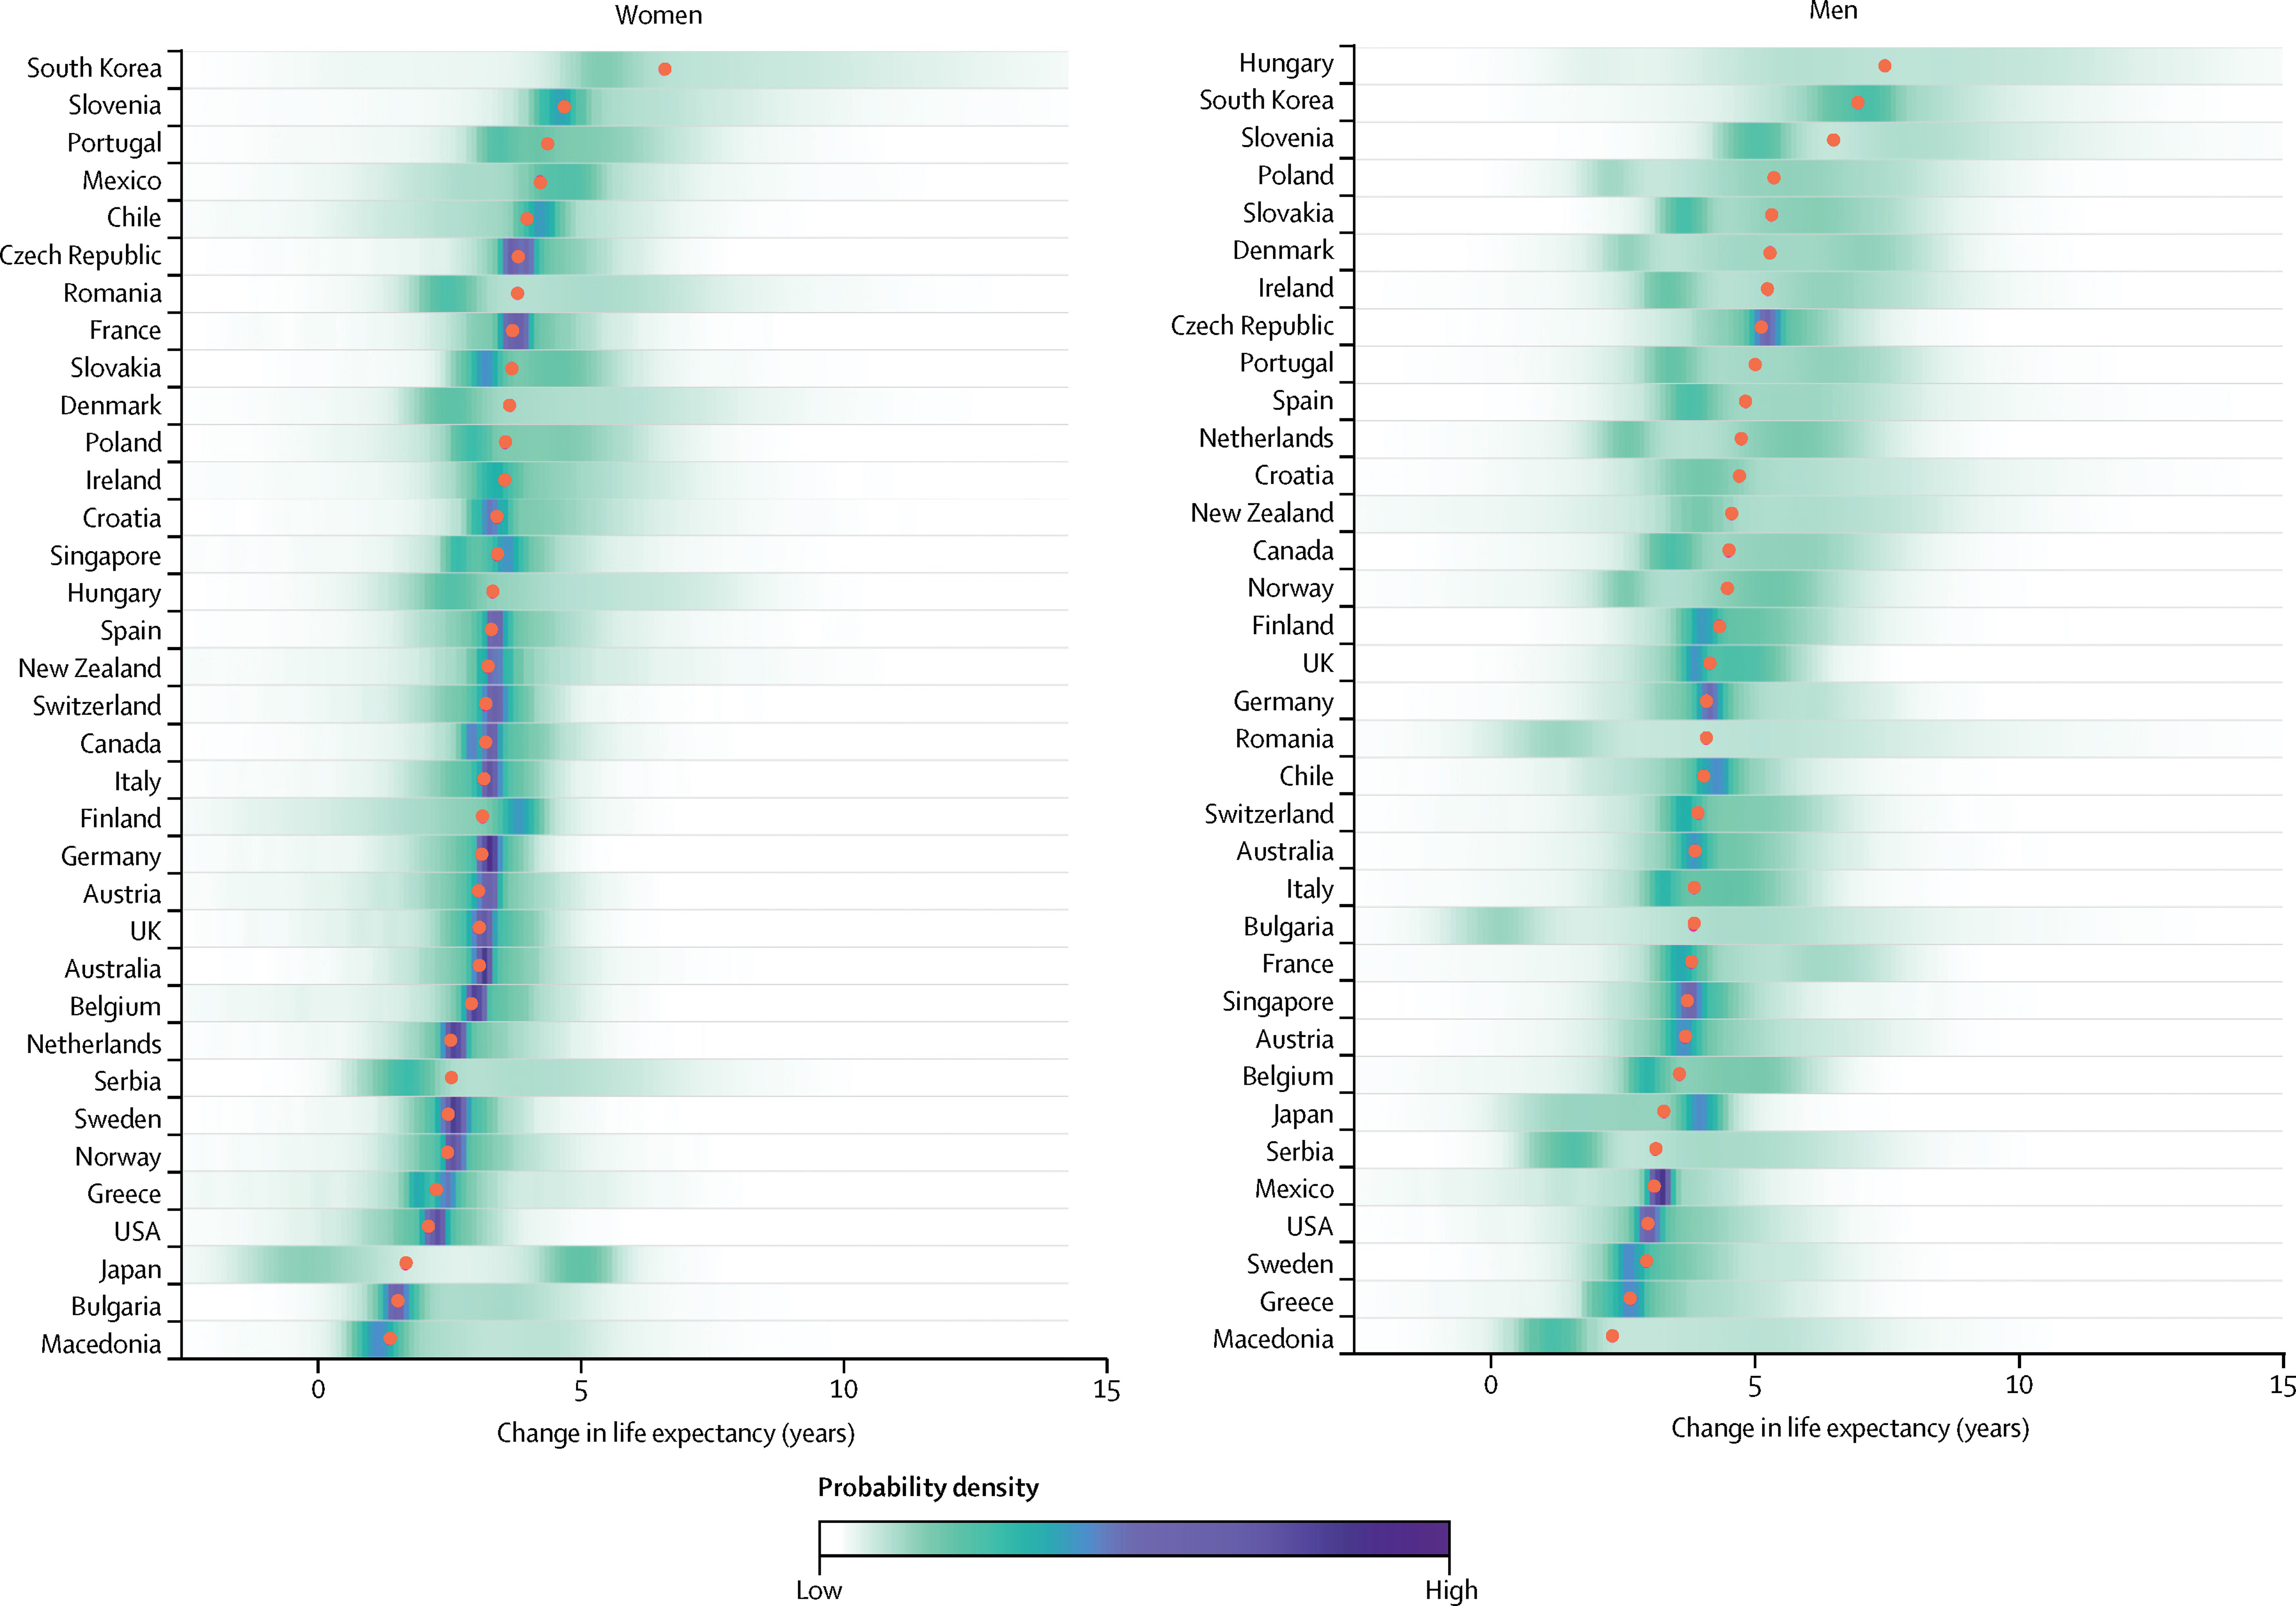 Women
South Korea
Slovenia
Portugal
Mexico
Chile
Czech Republic
Romania
France
Slovakia
Denmark
Poland
Ireland
Croatia
Singapore
Hungary
Spain
New Zealand
Switzerland
Canada
Italy
Finland
Germany
Austria
UK
Australia
Belgium
Netherlands
Serbia
Sweden
Norway
Greece
USA
Japan
Bulgaria
Macedonia
0 5 10 15
Change in life expectancy (years)
Men
Hungary
South Korea
Slovenia
Poland
Slovakia
Denmark
Ireland
Czech Republic
Portugal
Spain
Netherlands
Croatia
New Zealand
Canada
Norway
Finland
UK
Germany
Romania
Chile
Switzerland
Australia
Italy
Bulgaria
France
Singapore
Austria
Belgium
Japan
Serbia
Mexico
USA
Sweden
Greece
Macedonia
0 5 10 15
Change in life expectancy (years)
Probability density
Low High